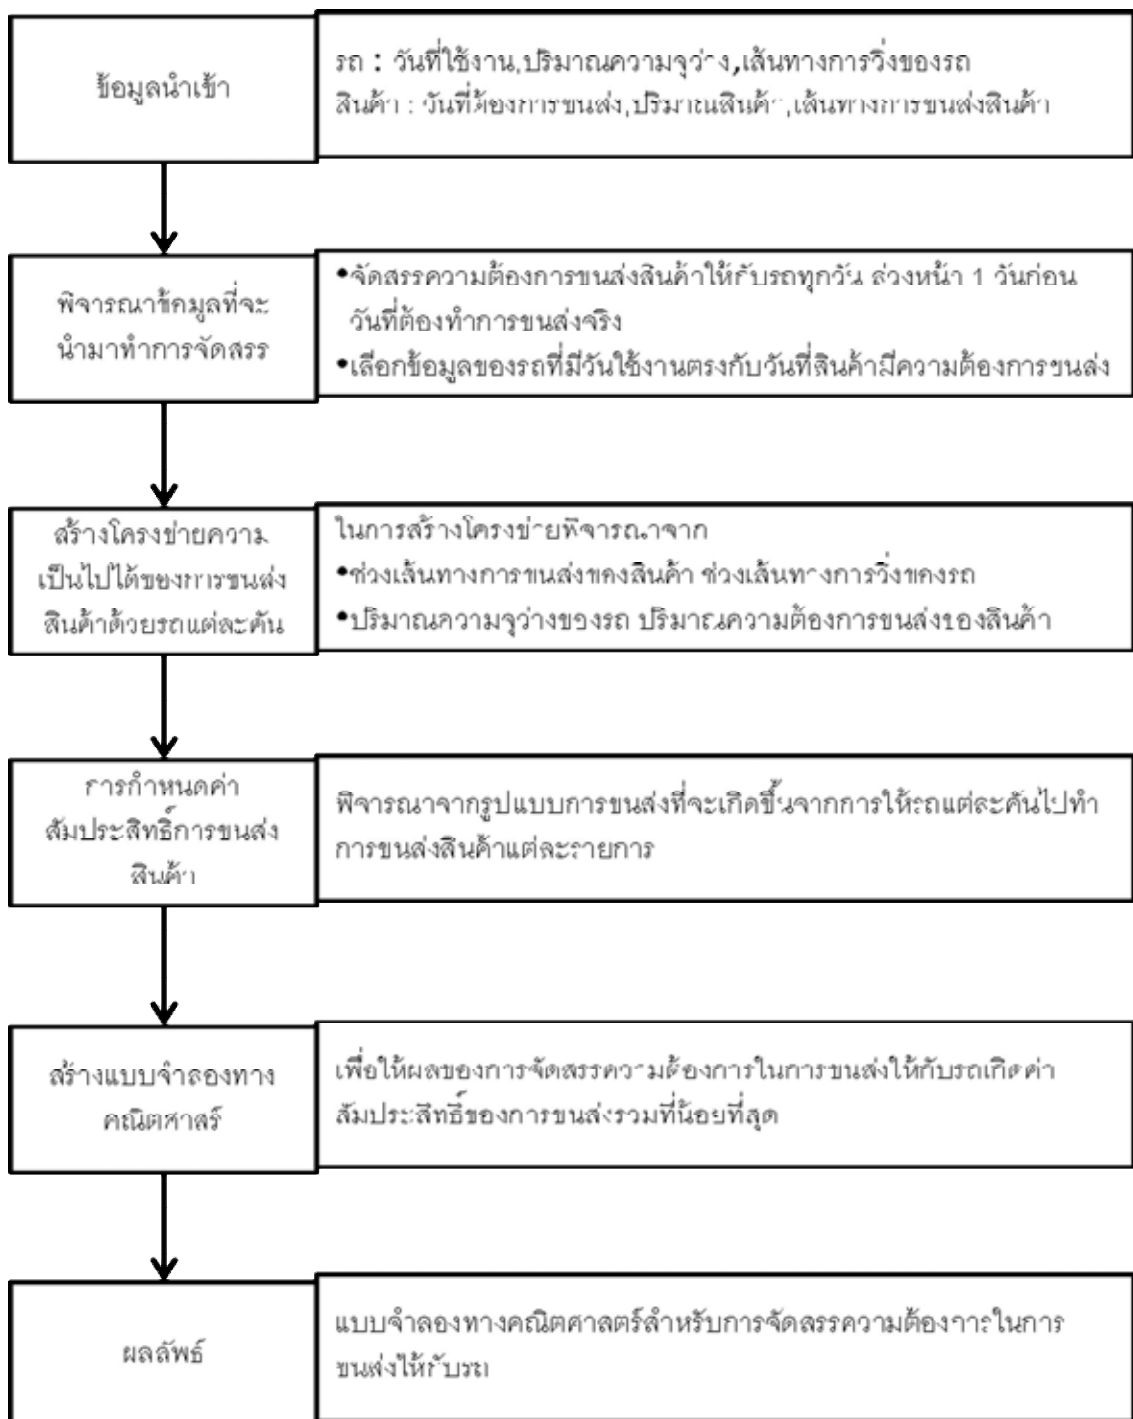 ข้อมูลนำเข้า
รถ : วันที่ใช้งาน,ปริมาณความจุว่าง,เส้นทางการวิ่งของรถ
สินค้า : วันที่ต้องการขนส่ง,ปริมาณสินค้า,เส้นทางการขนส่งสินค้า
พิจารณาข้อมูลที่จะ
นำมาทำการจัดสรร
•จัดสรรความต้องการขนส่งสินค้าให้กับรถทุกวัน ล่วงหน้า 1 วันก่อน
วันที่ต้องทำการขนส่งจริง
•เลือกข้อมูลของรถที่มีวันใช้งานตรงกับวันที่สินค้ามีความต้องการขนส่ง
สร้างโครงข่ายความ
เป็นไปได้ของการขนส่ง
สินค้าด้วยรถแต่ละคัน
ในการสร้างโครงข่ายพิจารณาจาก
•ช่วงเส้นทางการขนส่งของสินค้า ช่วงเส้นทางการวิ่งของรถ
•ปริมาณความจุว่างของรถ ปริมาณความต้องการขนส่งของสินค้า
การกำหนดค่า
สัมประสิทธิ์การขนส่ง
สินค้า
พิจารณาจากรูปแบบการขนส่งที่จะเกิดขึ้นจากการให้รถแต่ละคันไปทำ
การขนส่งสินค้าแต่ละรายการ
สร้างแบบจำลองทาง
คณิตศาสตร์
เพื่อให้ผลของการจัดสรรความต้องการในการขนส่งให้กับรถเกิดค่า
สัมประสิทธิ์ของการขนส่งรวมที่น้อยที่สุด
ผลลัพธ์
แบบจำลองทางคณิตศาสตร์สำหรับการจัดสรรความต้องการในการ
ขนส่งให้กับรถ